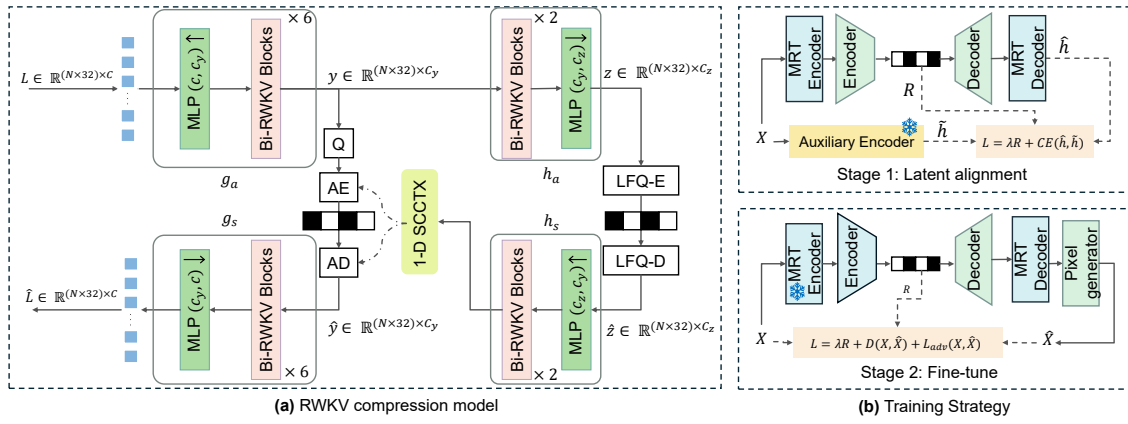 L ∈ ℝ^{(N×32)×C}
MLP (c, c_y) ↑
Bi-RWKV Blocks
× 6
g_a
y ∈ ℝ^{(N×32)×C_y}
Bi-RWKV Blocks
MLP (c_y, c_z) ↓
× 2
h_a
z ∈ ℝ^{(N×32)×C_z}
Q
AE
AD
1-D SCCTX
LFQ-E
LFQ-D
g_s
L̂ ∈ ℝ^{(N×32)×C}
MLP (c_y, c) ↓
Bi-RWKV Blocks
× 6
ŷ ∈ ℝ^{(N×32)×C_y}
h_s
Bi-RWKV Blocks
MLP (c_z, c_y) ↑
× 2
ẑ ∈ ℝ^{(N×32)×C_z}
(a) RWKV compression model
MRT
Encoder
Encoder
R
Decoder
MRT
Decoder
ĥ
X
Auxiliary Encoder
h̃
L = λR + CE(ĥ, h̃)
Stage 1: Latent alignment
MRT
Encoder
Encoder
R
Decoder
MRT
Decoder
Pixel
generator
X
L = λR + D(X, X̂) + L_{adv}(X, X̂)
X̂
Stage 2: Fine-tune
(b) Training Strategy